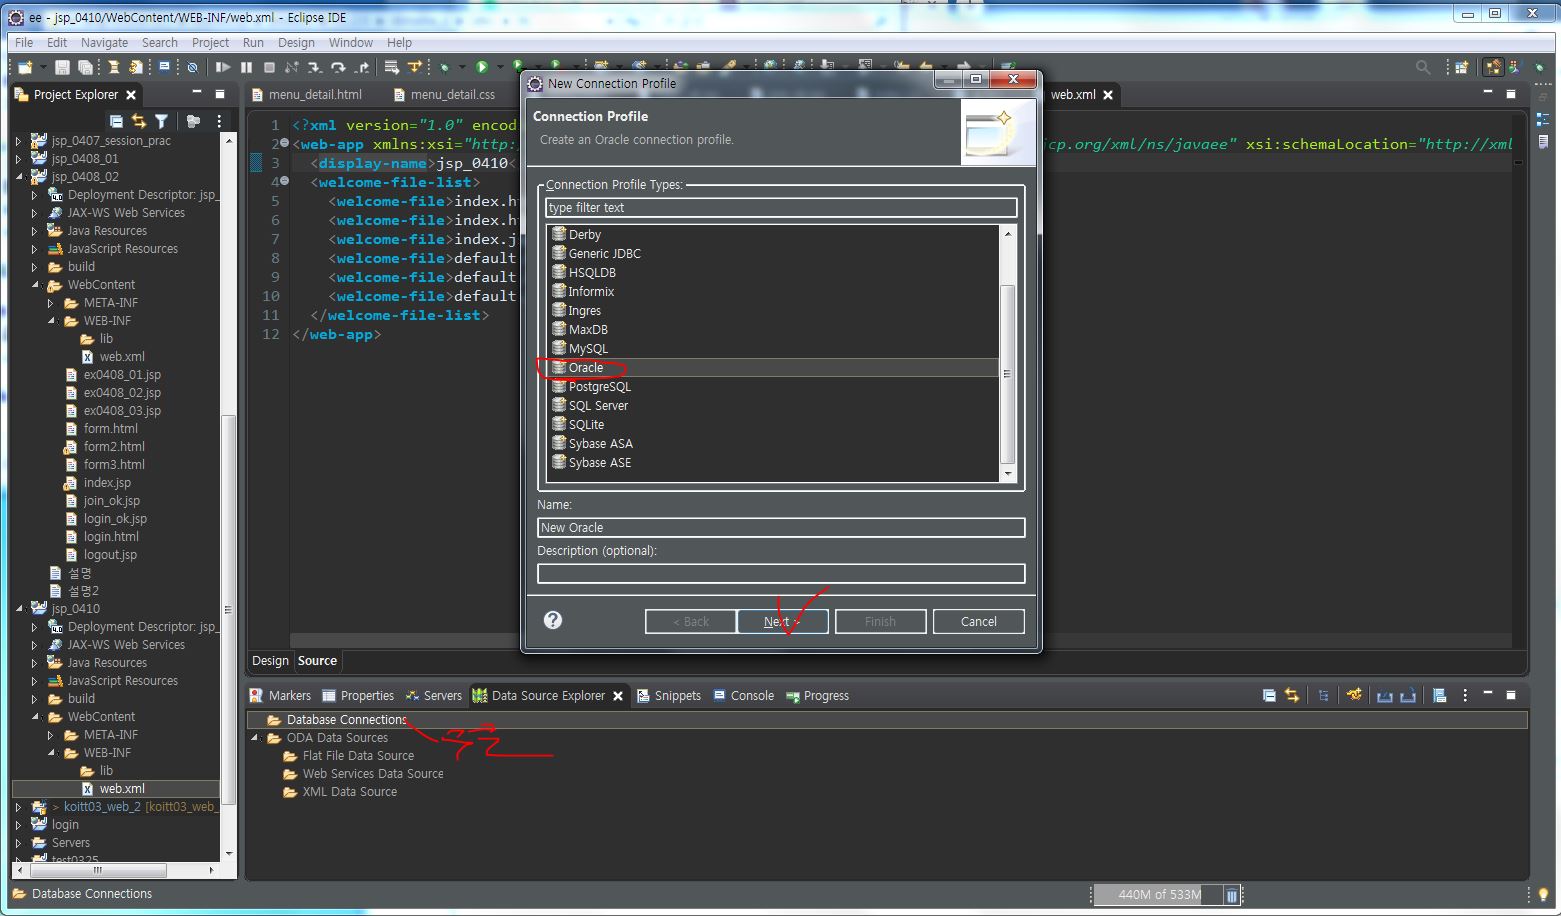 ee - jsp_0410/WebContent/WEB-INF/web.xml - Eclipse IDE
File Edit Navigate Search Project Run Design Window Help
Project Explorer
jsp_0407_session_prac
jsp_0408_01
jsp_0408_02
Deployment Descriptor: jsp_
JAX-WS Web Services
Java Resources
JavaScript Resources
build
WebContent
META-INF
WEB-INF
lib
web.xml
ex0408_01.jsp
ex0408_02.jsp
ex0408_03.jsp
form.html
form2.html
form3.html
index.jsp
join_ok.jsp
login_ok.jsp
login.html
logout.jsp
설명
설명2
jsp_0410
Deployment Descriptor: jsp_
JAX-WS Web Services
Java Resources
JavaScript Resources
build
WebContent
META-INF
WEB-INF
lib
web.xml
> koitt03_web_2 [koitt03_web_
login
Servers
test0325
menu_detail.html menu_detail.css web.xml
1 <?xml version="1.0" encod
2 <web-app xmlns:xsi="http: cp.org/xml/ns/javaee" xsi:schemaLocation="http://xml
3 <display-name>jsp_0410<
4 <welcome-file-list>
5 <welcome-file>index.h
6 <welcome-file>index.h
7 <welcome-file>index.j
8 <welcome-file>default
9 <welcome-file>default
10 <welcome-file>default
11 </welcome-file-list>
12 </web-app>
Design Source
New Connection Profile
Connection Profile
Create an Oracle connection profile.
Connection Profile Types:
type filter text
Derby
Generic JDBC
HSQLDB
Informix
Ingres
MaxDB
MySQL
Oracle
PostgreSQL
SQL Server
SQLite
Sybase ASA
Sybase ASE
Name:
New Oracle
Description (optional):
? < Back Next > Finish Cancel
Markers Properties Servers Data Source Explorer Snippets Console Progress
Database Connections
ODA Data Sources
Flat File Data Source
Web Services Data Source
XML Data Source
Database Connections
440M of 533M